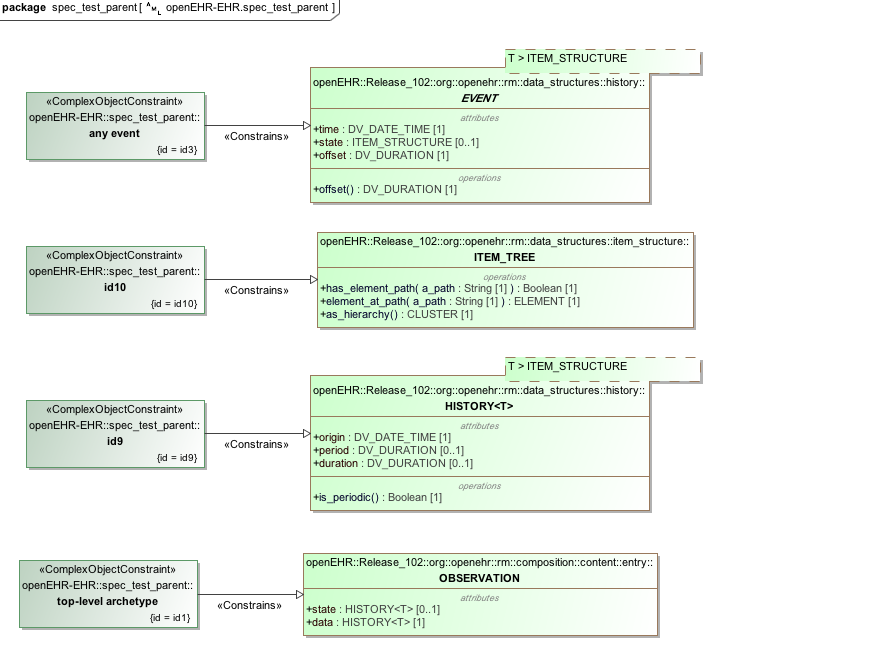 package spec_test_parent[ AML openEHR-EHR.spec_test_parent ]
T > ITEM_STRUCTURE
«ComplexObjectConstraint»
openEHR-EHR::spec_test_parent::
any event
{id = id3}
«Constrains»
openEHR::Release_102::org::openehr::rm::data_structures::history::
EVENT
attributes
+time : DV_DATE_TIME [1]
+state : ITEM_STRUCTURE [0..1]
+offset : DV_DURATION [1]
operations
+offset() : DV_DURATION [1]
«ComplexObjectConstraint»
openEHR-EHR::spec_test_parent::
id10
{id = id10}
«Constrains»
openEHR::Release_102::org::openehr::rm::data_structures::item_structure::
ITEM_TREE
operations
+has_element_path( a_path : String [1] ) : Boolean [1]
+element_at_path( a_path : String [1] ) : ELEMENT [1]
+as_hierarchy() : CLUSTER [1]
T > ITEM_STRUCTURE
«ComplexObjectConstraint»
openEHR-EHR::spec_test_parent::
id9
{id = id9}
«Constrains»
openEHR::Release_102::org::openehr::rm::data_structures::history::
HISTORY<T>
attributes
+origin : DV_DATE_TIME [1]
+period : DV_DURATION [0..1]
+duration : DV_DURATION [0..1]
operations
+is_periodic() : Boolean [1]
«ComplexObjectConstraint»
openEHR-EHR::spec_test_parent::
top-level archetype
{id = id1}
«Constrains»
openEHR::Release_102::org::openehr::rm::composition::content::entry::
OBSERVATION
attributes
+state : HISTORY<T> [0..1]
+data : HISTORY<T> [1]